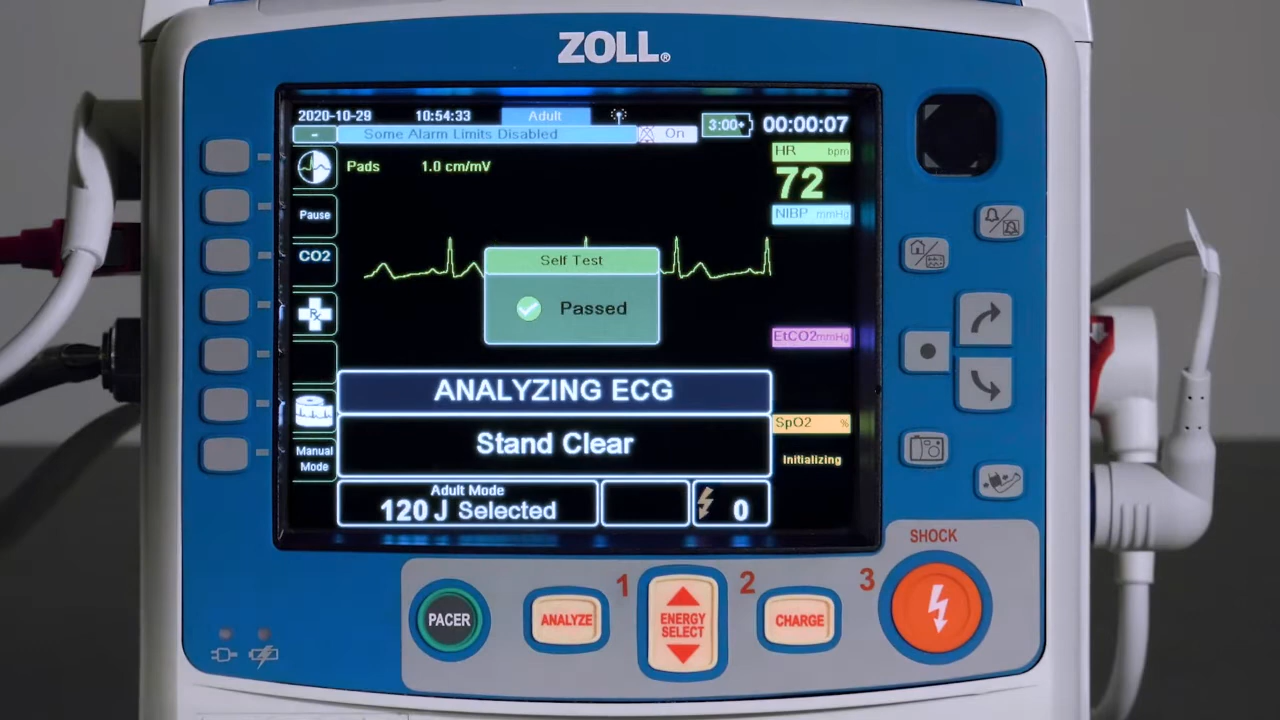 ZOLL®
2020-10-29 10:54:33 Adult 3:00+ 00:00:07
- Some Alarm Limits Disabled On
HR bpm
Pads 1.0 cm/mV
72
Pause
NIBP mmHg
CO2
Self Test
Rx
Passed
EtCO2 mmHg
ANALYZING ECG
SpO2 %
Stand Clear
Manual
Mode
Initializing
Adult Mode
120 J Selected 0
SHOCK
1 2 3
PACER
ANALYZE
ENERGY
SELECT
CHARGE